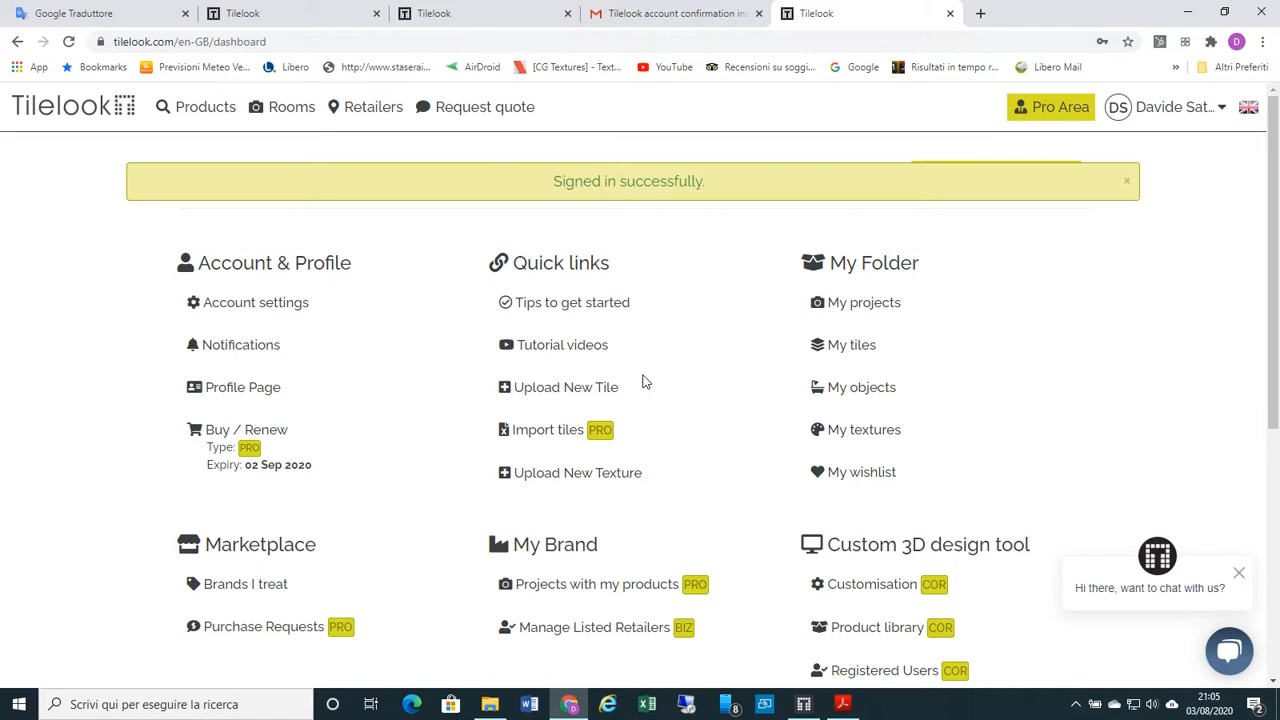 Google Traduttore
Tilelook
Tilelook
Tilelook account confirmation ins
Tilelook
tilelook.com/en-GB/dashboard
App
Bookmarks
Previsioni Meteo Ve...
Libero
http://www.staserai...
AirDroid
[CG Textures] - Text...
YouTube
Recensioni su soggi...
Google
Risultati in tempo r...
Libero Mail
»
Altri Preferiti
Tilelook
Products
Rooms
Retailers
Request quote
Pro Area
DS
Davide Sat...
Signed in successfully.
×
Account & Profile
Account settings
Notifications
Profile Page
Buy / Renew
Type: PRO
Expiry: 02 Sep 2020
Quick links
Tips to get started
Tutorial videos
Upload New Tile
Import tiles PRO
Upload New Texture
My Folder
My projects
My tiles
My objects
My textures
My wishlist
Marketplace
Brands I treat
Purchase Requests PRO
My Brand
Projects with my products PRO
Manage Listed Retailers BIZ
Custom 3D design tool
Customisation COR
Product library COR
Registered Users COR
Hi there, want to chat with us?
Scrivi qui per eseguire la ricerca
8
21:05
03/08/2020
2